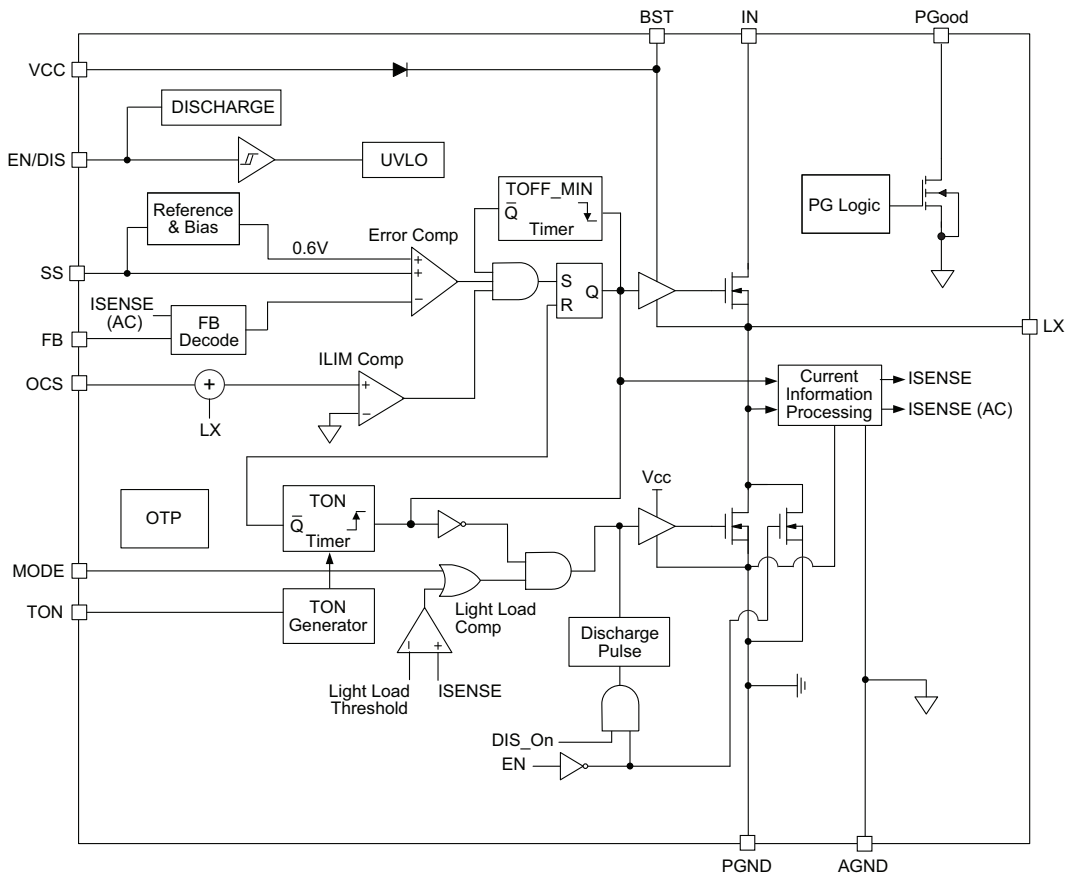 BST
IN
PGood
VCC
DISCHARGE
EN/DIS
UVLO
TOFF_MIN
Q̅
Timer
PG Logic
Reference
& Bias
Error Comp
0.6V
+
+
−
S
Q
R
SS
ISENSE
(AC)
FB
Decode
FB
LX
ILIM Comp
OCS
+
+
−
LX
Current
Information
Processing
ISENSE
ISENSE (AC)
Vcc
OTP
TON
Q̅
Timer
MODE
TON
TON
Generator
Light Load
Comp
−
+
Discharge
Pulse
Light Load
Threshold
ISENSE
DIS_On
EN
PGND
AGND